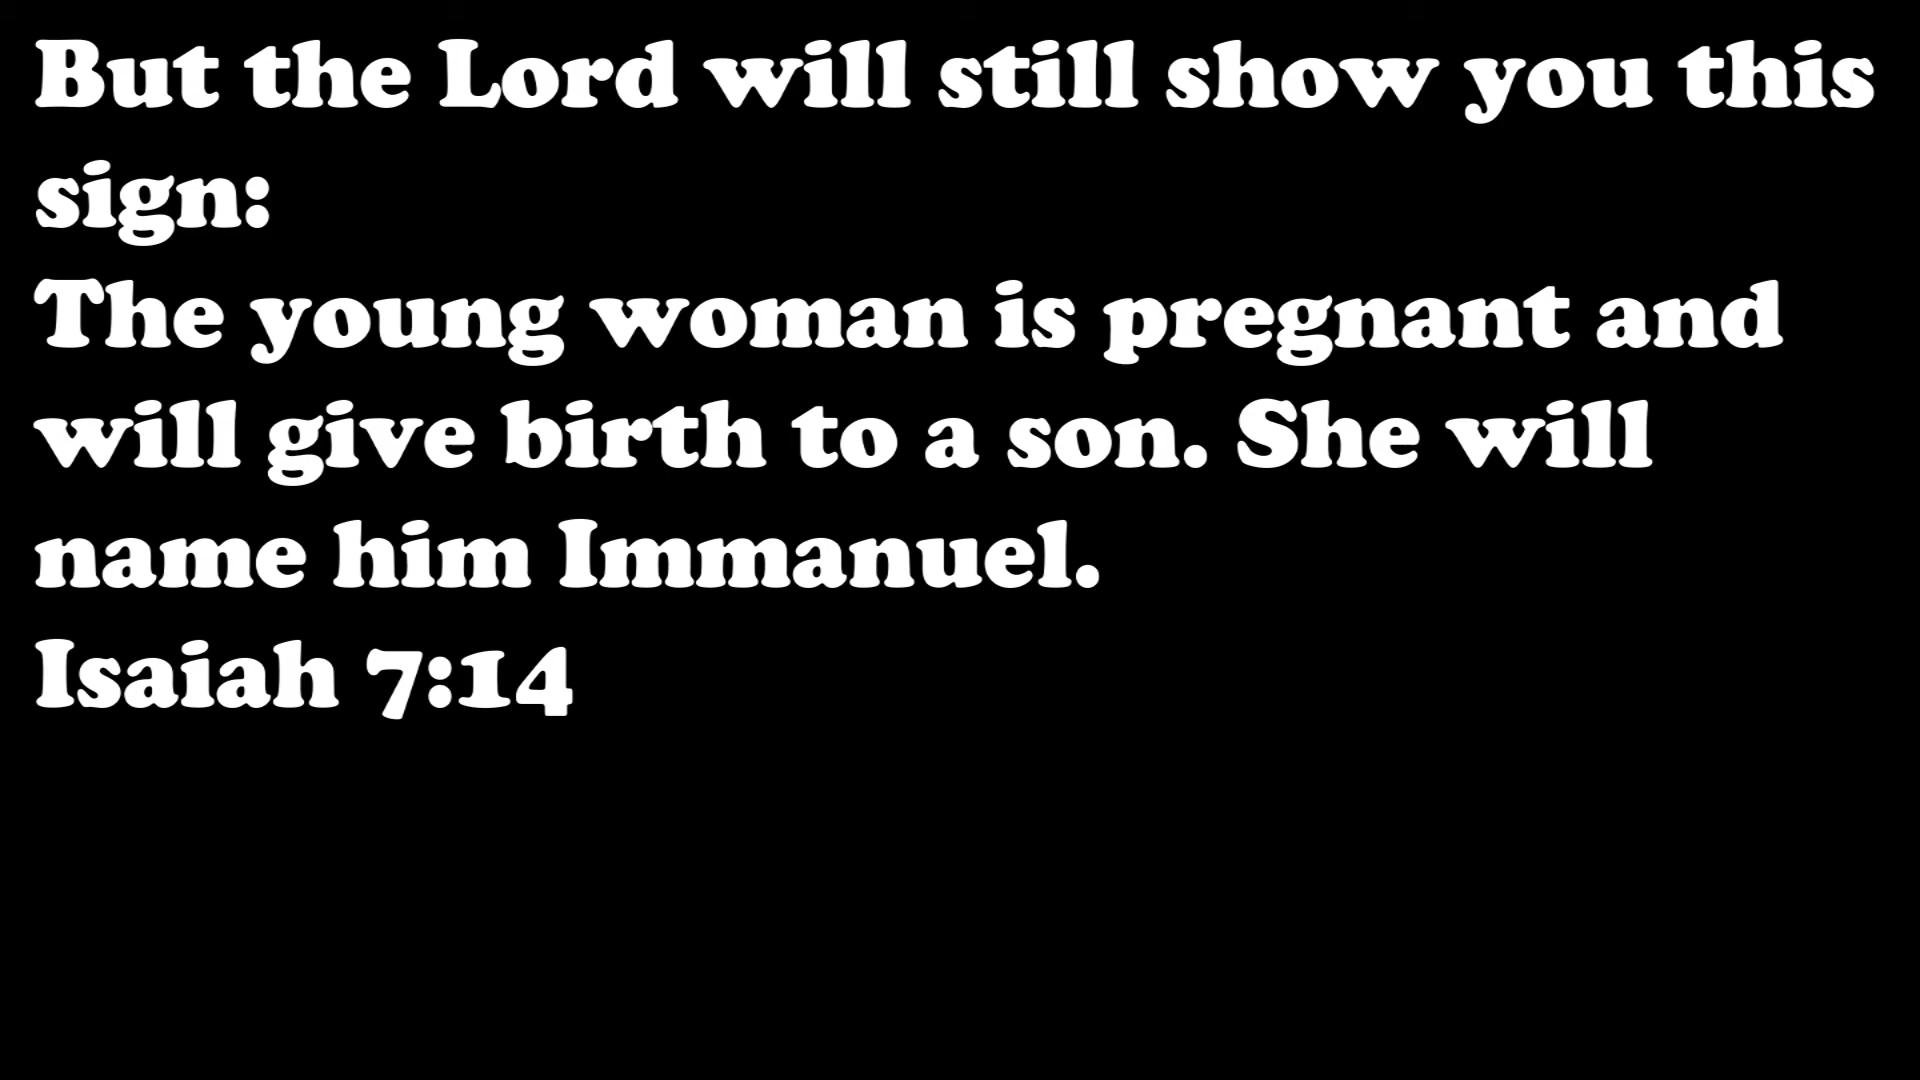 But the Lord will still show you this
sign:
The young woman is pregnant and
will give birth to a son. She will
name him Immanuel.
Isaiah 7:14